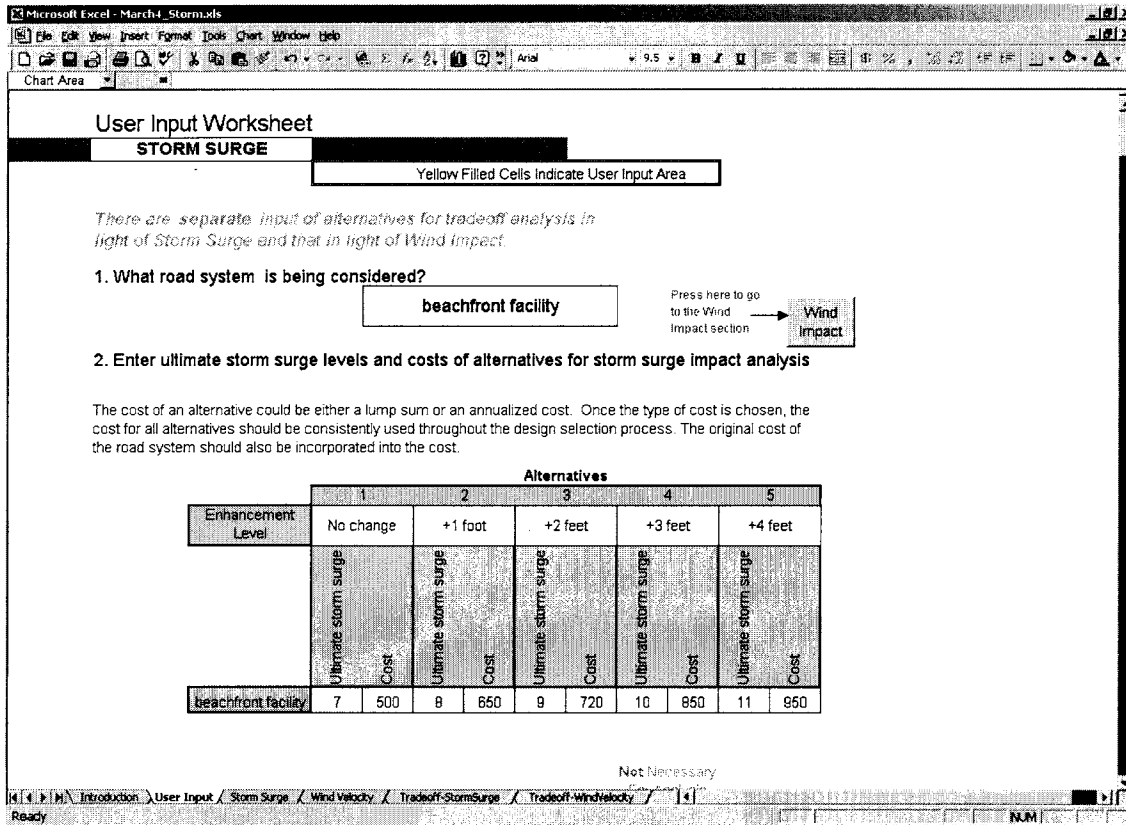 Microsoft Excel - March4_Storm.xls
File Edit View Insert Format Tools Chart Window Help
Arial 9.5 B I U
Chart Area
User Input Worksheet
STORM SURGE
Yellow Filled Cells Indicate User Input Area
There are separate input of alternatives for tradeoff analysis in
light of Storm Surge and that in light of Wind Impact.
1. What road system is being considered?
beachfront facility
Press here to go
to the Wind
Impact section
Wind
Impact
2. Enter ultimate storm surge levels and costs of alternatives for storm surge impact analysis
The cost of an alternative could be either a lump sum or an annualized cost. Once the type of cost is chosen, the
cost for all alternatives should be consistently used throughout the design selection process. The original cost of
the road system should also be incorporated into the cost.
Alternatives
1 2 3 4 5
Enhancement
Level
No change +1 foot +2 feet +3 feet +4 feet
Ultimate storm surge Cost Ultimate storm surge Cost Ultimate storm surge Cost Ultimate storm surge Cost Ultimate storm surge Cost
beachfront facility 7 500 8 650 9 720 10 850 11 950
Not Necessary
Introduction User Input Storm Surge Wind Velocity Tradeoff-StormSurge Tradeoff-WindVelocity
Ready NUM